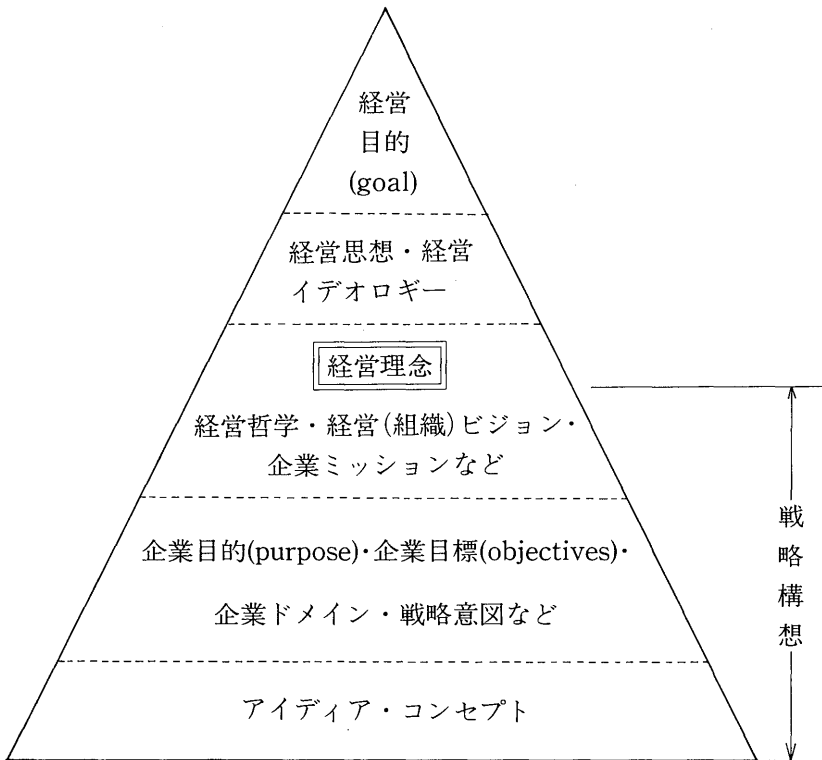 経営
目的
(goal)
経営思想・経営
イデオロギー
経営理念
経営哲学・経営(組織)ビジョン・
企業ミッションなど
企業目的(purpose)・企業目標(objectives)・
企業ドメイン・戦略意図など
アイディア・コンセプト
戦略構想